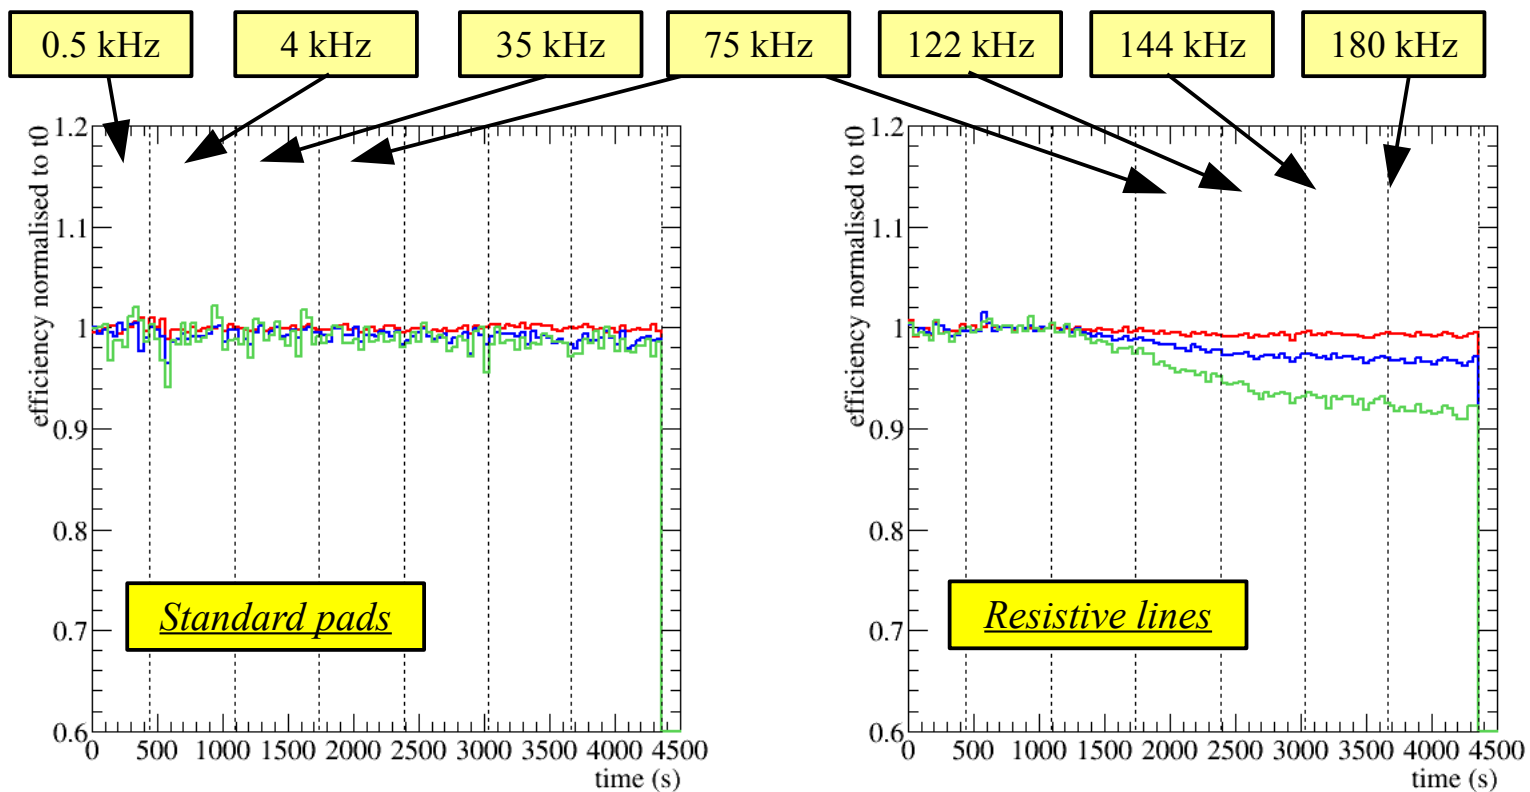 0.5 kHz 4 kHz 35 kHz 75 kHz 122 kHz 144 kHz 180 kHz
efficiency normalised to t0
1.2
1.1
1
0.9
0.8
0.7
0.6
Standard pads
0 500 1000 1500 2000 2500 3000 3500 4000 4500
time (s)
efficiency normalised to t0
1.2
1.1
1
0.9
0.8
0.7
0.6
Resistive lines
0 500 1000 1500 2000 2500 3000 3500 4000 4500
time (s)